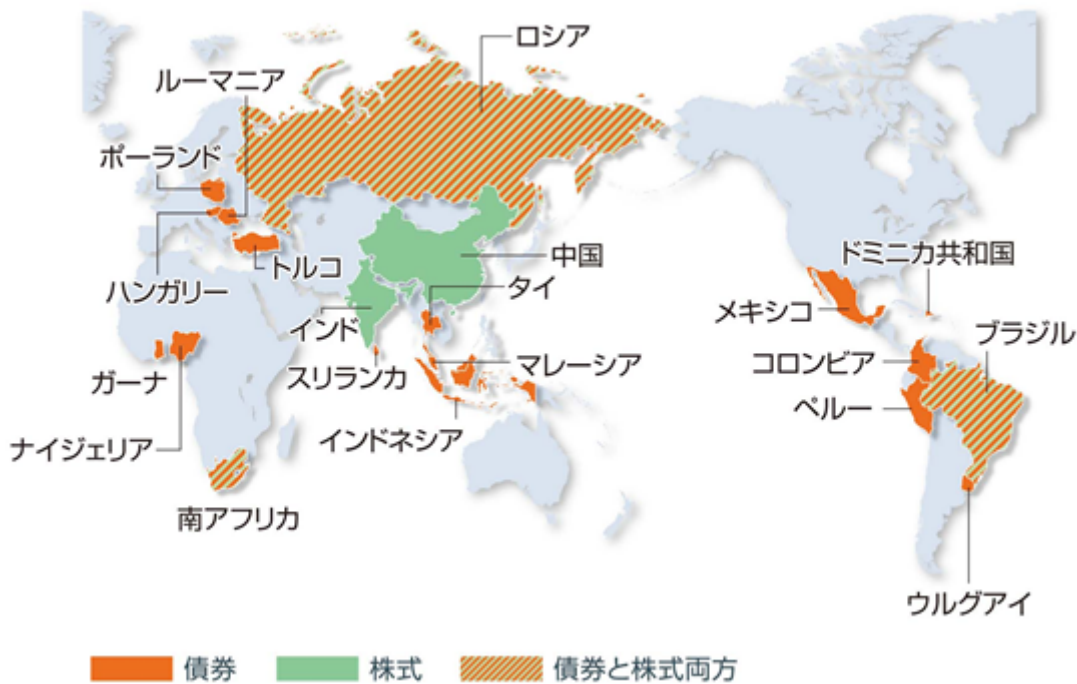 ロシア
ルーマニア
ポーランド
中国
ドミニカ共和国
トルコ
タイ
ハンガリー
メキシコ
インド
ブラジル
マレーシア
コロンビア
ガーナ
スリランカ
ペルー
インドネシア
ナイジェリア
南アフリカ
ウルグアイ
債券
株式
債券と株式両方